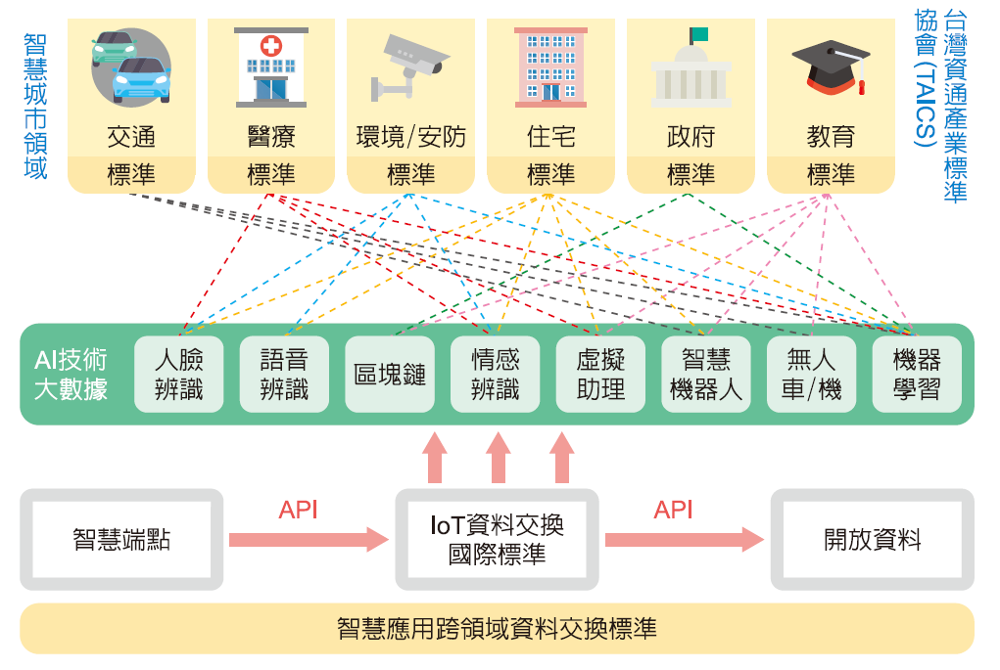 智慧城市領域
台灣資通產業標準
協會(TAICS)
交通
醫療
環境/安防
住宅
政府
教育
標準
標準
標準
標準
標準
標準
AI技術
大數據
人臉
辨識
語音
辨識
區塊鏈
情感
辨識
虛擬
助理
智慧
機器人
無人
車/機
機器
學習
智慧端點
API
IoT資料交換
國際標準
API
開放資料
智慧應用跨領域資料交換標準